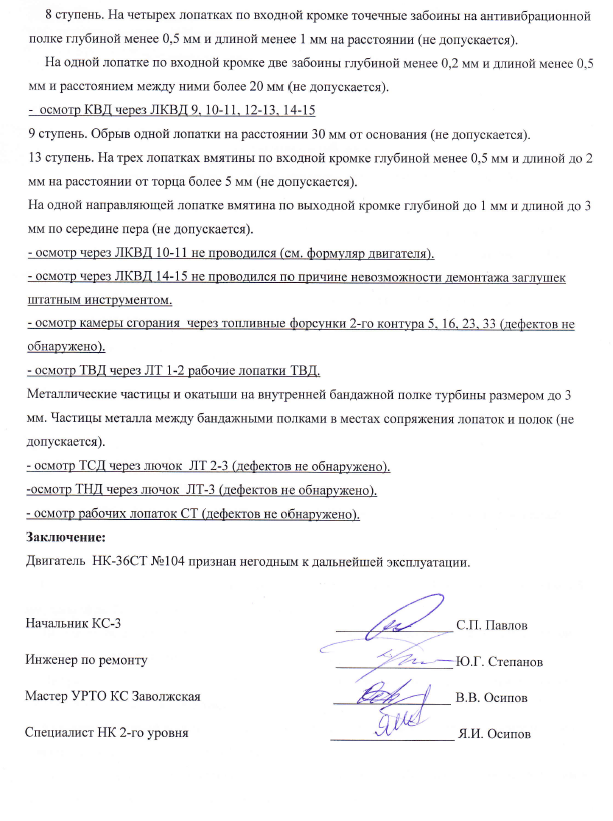 8 ступень. На четырех лопатках по входной кромке точечные забоины на антивибрационной
полке глубиной менее 0,5 мм и длиной менее 1 мм на расстоянии (не допускается).
На одной лопатке по входной кромке две забоины глубиной менее 0,2 мм и длиной менее 0,5
мм и расстоянием между ними более 20 мм (не допускается).
- осмотр КВД через ЛКВД 9, 10-11, 12-13, 14-15
9 ступень. Обрыв одной лопатки на расстоянии 30 мм от основания (не допускается).
13 ступень. На трех лопатках вмятины по входной кромке глубиной менее 0,5 мм и длиной до 2
мм на расстоянии от торца более 5 мм (не допускается).
На одной направляющей лопатке вмятина по выходной кромке глубиной до 1 мм и длиной до 3
мм по середине пера (не допускается).
- осмотр через ЛКВД 10-11 не проводился (см. формуляр двигателя).
- осмотр через ЛКВД 14-15 не проводился по причине невозможности демонтажа заглушек
штатным инструментом.
- осмотр камеры сгорания через топливные форсунки 2-го контура 5, 16, 23, 33 (дефектов не
обнаружено).
- осмотр ТВД через ЛТ 1-2 рабочие лопатки ТВД.
Металлические частицы и окатыши на внутренней бандажной полке турбины размером до 3
мм. Частицы металла между бандажными полками в местах сопряжения лопаток и полок (не
допускается).
- осмотр ТСД через лючок ЛТ 2-3 (дефектов не обнаружено).
-осмотр ТНД через лючок ЛТ-3 (дефектов не обнаружено).
- осмотр рабочих лопаток СТ (дефектов не обнаружено).
Заключение:
Двигатель НК-36СТ №104 признан негодным к дальнейшей эксплуатации.
Начальник КС-3 С.П. Павлов
Инженер по ремонту Ю.Г. Степанов
Мастер УРТО КС Заволжская В.В. Осипов
Специалист НК 2-го уровня Я.И. Осипов